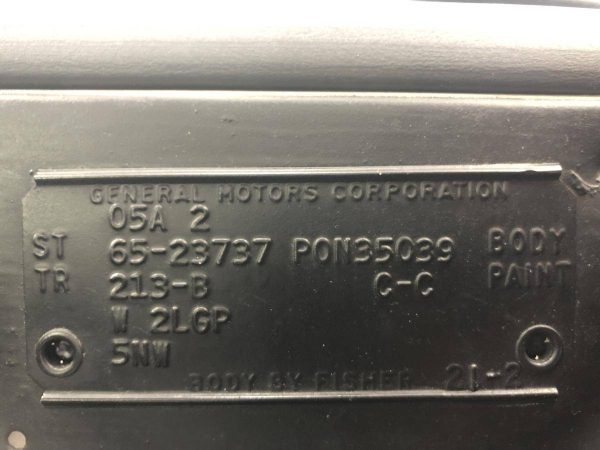 GENERAL MOTORS CORPORATION
05A 2
ST 65-23737 PON35039 BODY
TR 213-B C-C PAINT
W 2LGP
5NW
BODY BY FISHER 21-2